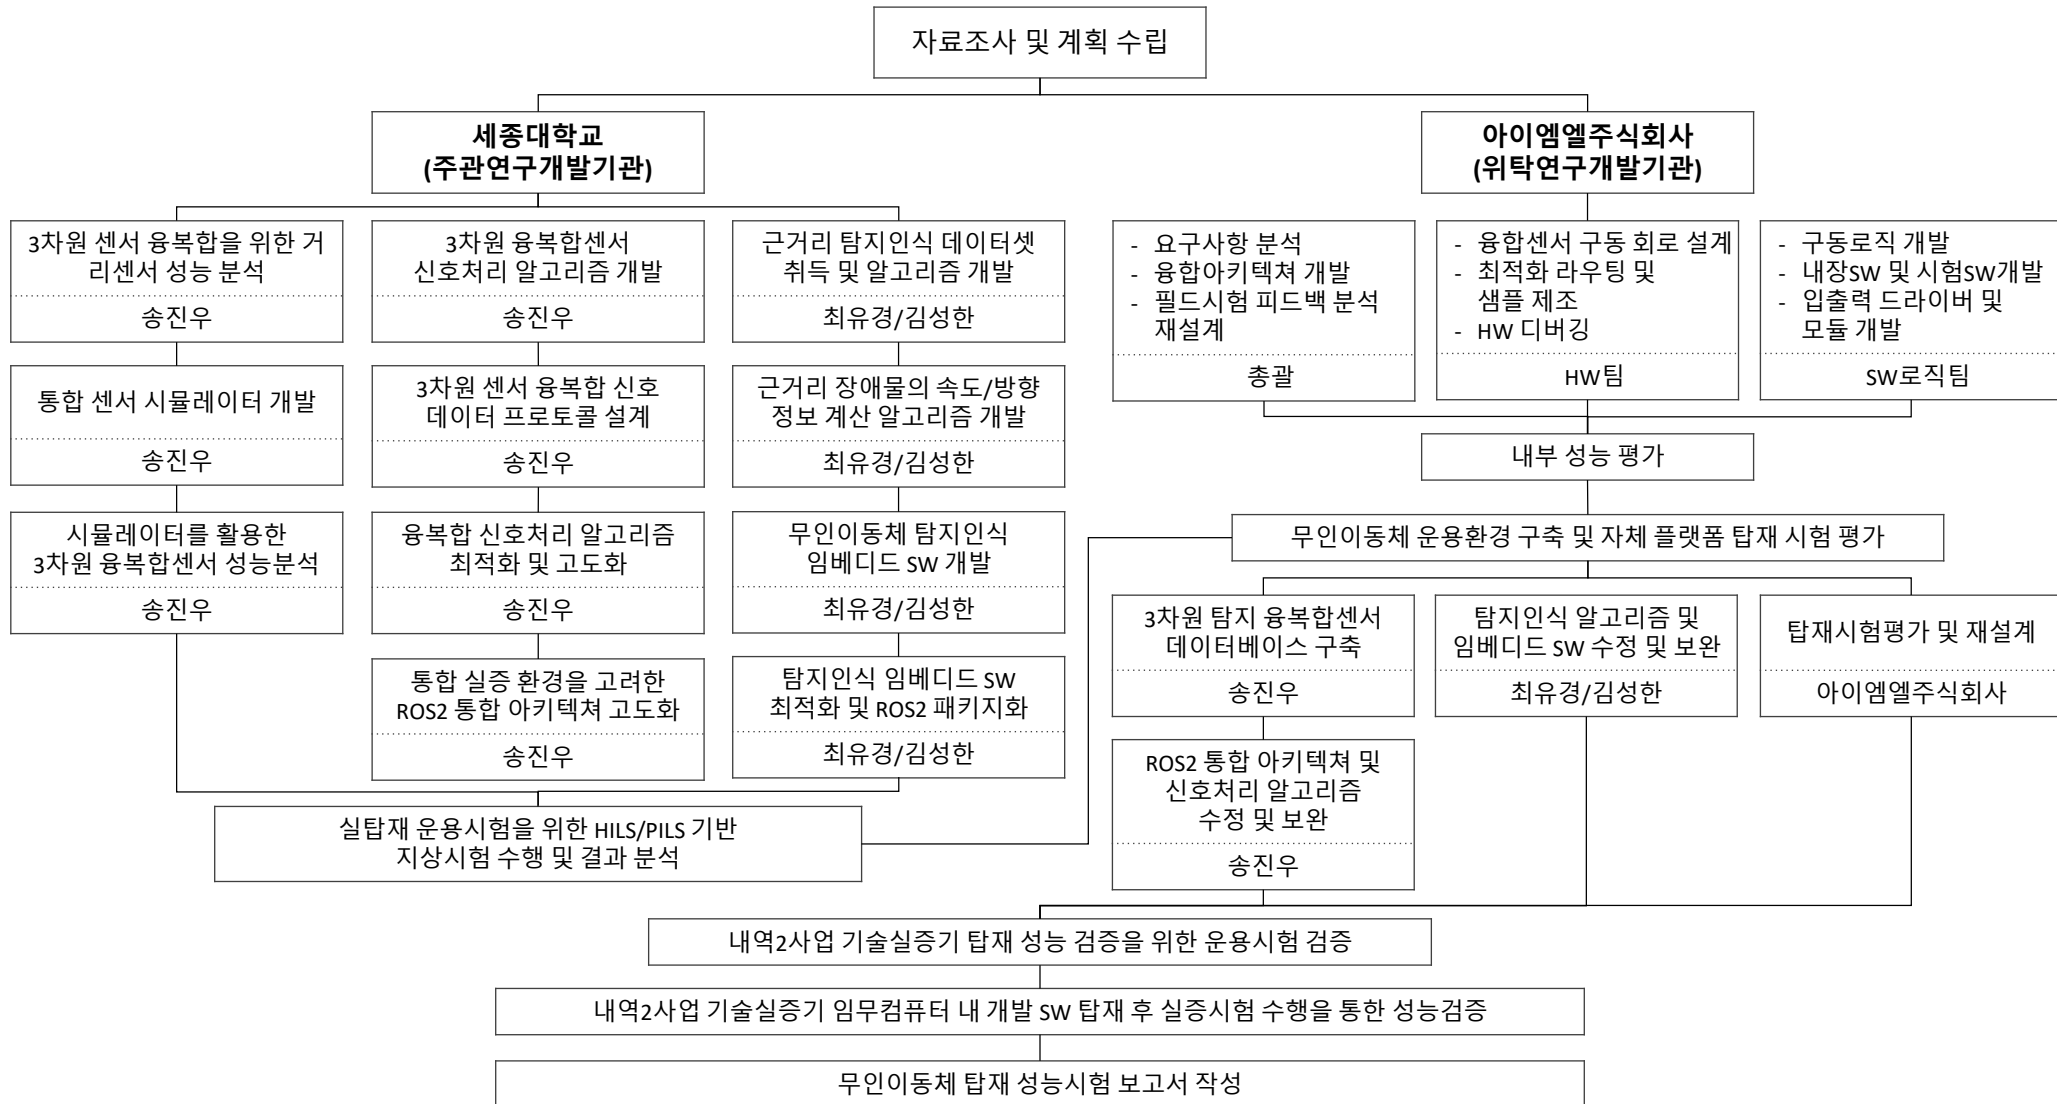 자료조사 및 계획 수립
세종대학교
(주관연구개발기관)
3차원 센서 융복합을 위한 거
리센서 성능 분석
송진우
통합 센서 시뮬레이터 개발
송진우
시뮬레이터를 활용한
3차원 융복합센서 성능분석
송진우
3차원 융복합센서
신호처리 알고리즘 개발
송진우
3차원 센서 융복합 신호
데이터 프로토콜 설계
송진우
융복합 신호처리 알고리즘
최적화 및 고도화
송진우
통합 실증 환경을 고려한
ROS2 통합 아키텍쳐 고도화
송진우
근거리 탐지인식 데이터셋
취득 및 알고리즘 개발
최유경/김성한
근거리 장애물의 속도/방향
정보 계산 알고리즘 개발
최유경/김성한
무인이동체 탐지인식
임베디드 SW 개발
최유경/김성한
탐지인식 임베디드 SW
최적화 및 ROS2 패키지화
최유경/김성한
실탑재 운용시험을 위한 HILS/PILS 기반
지상시험 수행 및 결과 분석
아이엠엘주식회사
(위탁연구개발기관)
- 요구사항 분석
- 융합아키텍쳐 개발
- 필드시험 피드백 분석
재설계
총괄
- 융합센서 구동 회로 설계
- 최적화 라우팅 및
샘플 제조
- HW 디버깅
HW팀
- 구동로직 개발
- 내장SW 및 시험SW개발
- 입출력 드라이버 및
모듈 개발
SW로직팀
내부 성능 평가
무인이동체 운용환경 구축 및 자체 플랫폼 탑재 시험 평가
3차원 탐지 융복합센서
데이터베이스 구축
송진우
ROS2 통합 아키텍쳐 및
신호처리 알고리즘
수정 및 보완
송진우
탐지인식 알고리즘 및
임베디드 SW 수정 및 보완
최유경/김성한
탑재시험평가 및 재설계
아이엠엘주식회사
내역2사업 기술실증기 탑재 성능 검증을 위한 운용시험 검증
내역2사업 기술실증기 임무컴퓨터 내 개발 SW 탑재 후 실증시험 수행을 통한 성능검증
무인이동체 탑재 성능시험 보고서 작성